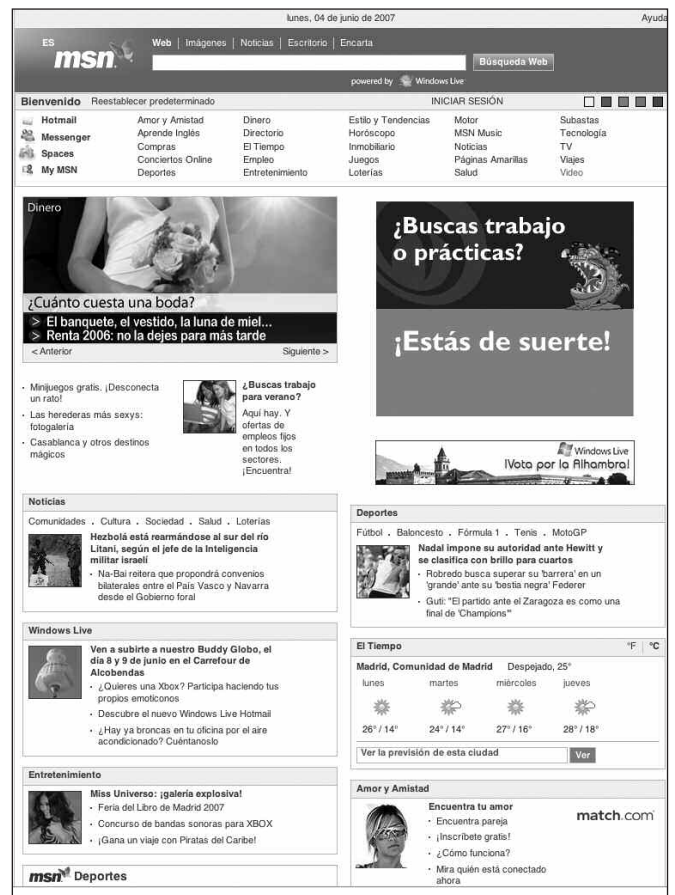 lunes, 04 de junio de 2007
Ayuda
ES
msn
Web | Imágenes | Noticias | Escritorio | Encarta
Búsqueda Web
powered by Windows Live
Bienvenido Reestablecer predeterminado INICIAR SESIÓN
Hotmail
Messenger
Spaces
My MSN
Amor y Amistad
Aprende Inglés
Compras
Conciertos Online
Deportes
Dinero
Directorio
El Tiempo
Empleo
Entretenimiento
Estilo y Tendencias
Horóscopo
Inmobiliario
Juegos
Loterías
Motor
MSN Music
Noticias
Páginas Amarillas
Salud
Subastas
Tecnología
TV
Viajes
Video
Dinero
¿Cuánto cuesta una boda?
> El banquete, el vestido, la luna de miel...
> Renta 2006: no la dejes para más tarde
< Anterior Siguiente >
· Minijuegos gratis. ¡Desconecta
un rato!
· Las herederas más sexys:
fotogalería
· Casablanca y otros destinos
mágicos
¿Buscas trabajo
para verano?
Aquí hay. Y
ofertas de
empleos fijos
en todos los
sectores.
¡Encuentra!
¿Buscas trabajo
o prácticas?
¡Estás de suerte!
Windows Live
¡Vota por la Alhambra!
Noticias
Comunidades . Cultura . Sociedad . Salud . Loterías
Hezbolá está rearmándose al sur del río
Litani, según el jefe de la Inteligencia
militar israelí
· Na-Bai reitera que propondrá convenios
bilaterales entre el País Vasco y Navarra
desde el Gobierno foral
Windows Live
Ven a subirte a nuestro Buddy Globo, el
día 8 y 9 de junio en el Carrefour de
Alcobendas
· ¿Quieres una Xbox? Participa haciendo tus
propios emoticonos
· Descubre el nuevo Windows Live Hotmail
· ¿Hay ya broncas en tu oficina por el aire
acondicionado? Cuéntanoslo
Entretenimiento
Miss Universo: ¡galería explosiva!
· Feria del Libro de Madrid 2007
· Concurso de bandas sonoras para XBOX
· ¡Gana un viaje con Piratas del Caribe!
msn Deportes
Deportes
Fútbol . Baloncesto . Fórmula 1 . Tenis . MotoGP
Nadal impone su autoridad ante Hewitt y
se clasifica con brillo para cuartos
· Robredo busca superar su 'barrera' en un
'grande' ante su 'bestia negra' Federer
· Guti: "El partido ante el Zaragoza es como una
final de 'Champions'"
El Tiempo °F | °C
Madrid, Comunidad de Madrid Despejado, 25°
lunes martes miércoles jueves
26° / 14° 24° / 14° 27° / 16° 28° / 18°
Ver la previsión de esta ciudad Ver
Amor y Amistad
Encuentra tu amor
· Encuentra pareja
· ¡Inscríbete gratis!
· ¿Cómo funciona?
· Mira quién está conectado
ahora
match.com